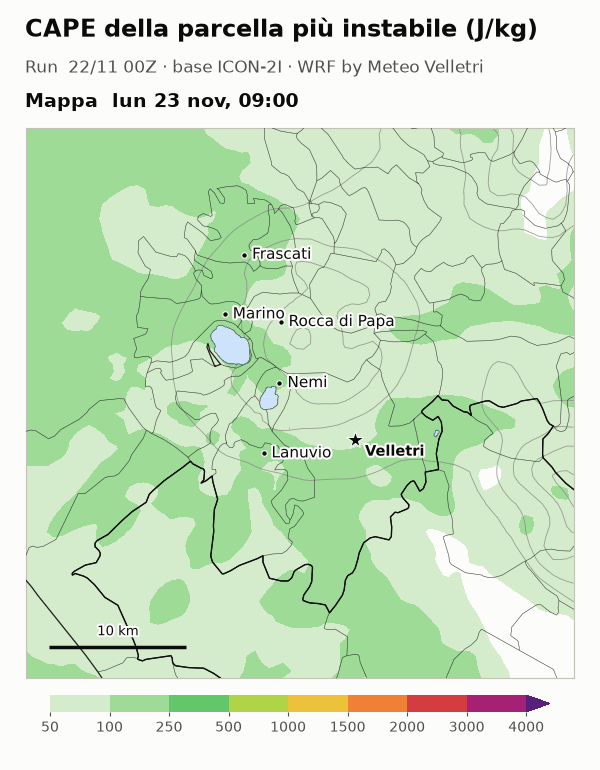 CAPE della parcella più instabile (J/kg)
Run  22/11 00Z · base ICON-2I · WRF by Meteo Velletri
Mappa  lun 23 nov, 09:00
Frascati
Marino
Rocca di Papa
Nemi
Velletri
Lanuvio
10 km
50 100 250 500 1000 1500 2000 3000 4000